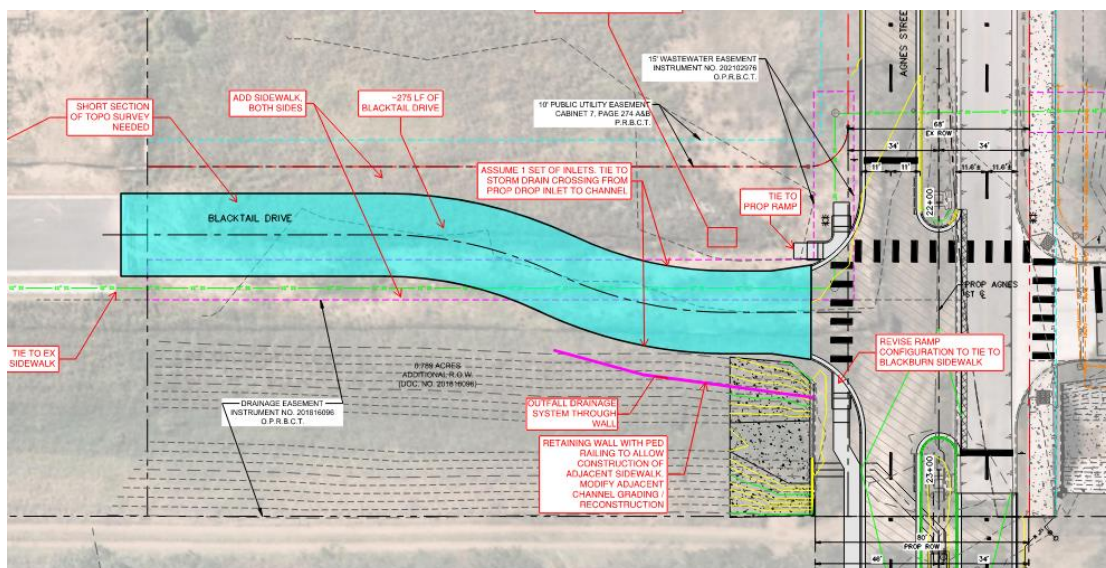 AGNES STREET
15' WASTEWATER EASEMENT
INSTRUMENT NO. 202102976
O.P.R.B.C.T.
SHORT SECTION
OF TOPO SURVEY
NEEDED
ADD SIDEWALK,
BOTH SIDES
~275 LF OF
BLACKTAIL DRIVE
10' PUBLIC UTILITY EASEMENT
CABINET 7, PAGE 274 A&B
P.R.B.C.T.
68'
EX ROW
34'
34'
11'
11'
11.6'±
11.6'±
ASSUME 1 SET OF INLETS. TIE TO
STORM DRAIN CROSSING FROM
PROP DROP INLET TO CHANNEL
TIE TO
PROP RAMP
22+00
BLACKTAIL DRIVE
PROP AGNES
ST ℄
TIE TO EX
SIDEWALK
REVISE RAMP
CONFIGURATION TO TIE TO
BLACKBURN SIDEWALK
0.789 ACRES
ADDITIONAL R.O.W.
(DOC. NO. 201816096)
DRAINAGE EASEMENT
INSTRUMENT NO. 201816096
O.P.R.B.C.T.
OUTFALL DRAINAGE
SYSTEM THROUGH
WALL
RETAINING WALL WITH PED
RAILING TO ALLOW
CONSTRUCTION OF
ADJACENT SIDEWALK.
MODIFY ADJACENT
CHANNEL GRADING /
RECONSTRUCTION
23+00
80'
PROP ROW
46'
34'